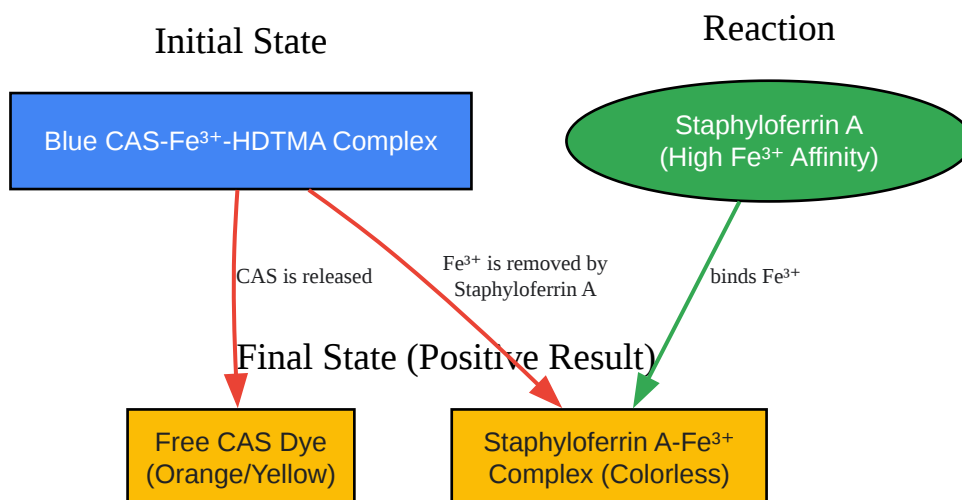 Initial State
Reaction
Blue CAS-Fe³⁺-HDTMA Complex
Staphyloferrin A
(High Fe³⁺ Affinity)
CAS is released
Fe³⁺ is removed by
Staphyloferrin A
binds Fe³⁺
Final State (Positive Result)
Free CAS Dye
(Orange/Yellow)
Staphyloferrin A-Fe³⁺
Complex (Colorless)